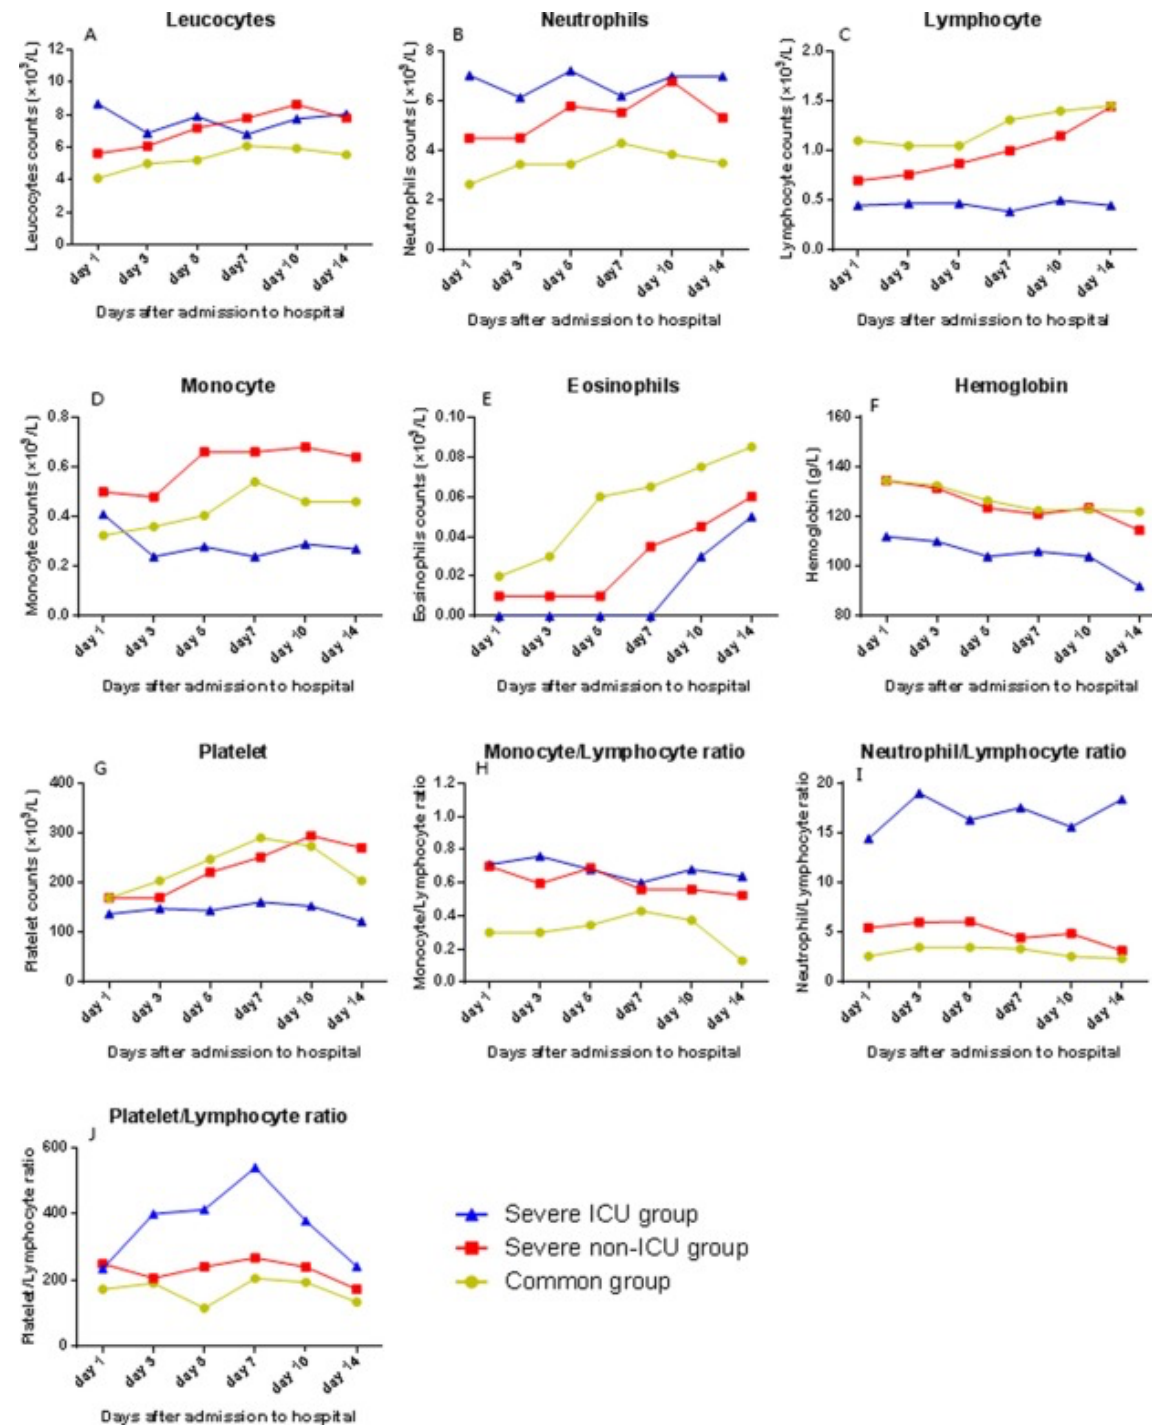 Leucocytes
A
Leucocytes counts (×10⁹/L)
12
10
8
6
4
2
0
day 1
day 3
day 5
day7
day 10
day 14
Days after admission to hospital
Neutrophils
B
Neutrophils counts (×10⁹/L)
8
6
4
2
0
day 1
day 3
day 5
day 7
day 10
day 14
Days after admission to hospital
Lymphocyte
C
Lymphocyte counts (×10⁹/L)
2.0
1.5
1.0
0.5
0.0
day 1
day 3
day 5
day 7
day 10
day 14
Days after admission to hospital
Monocyte
D
Monocyte counts (×10⁹/L)
0.8
0.6
0.4
0.2
0.0
day 1
day 3
day 5
day7
day 10
day 14
Days after admission to hospital
Eosinophils
E
Eosinophils counts (×10⁹/L)
0.10
0.08
0.06
0.04
0.02
0.00
day 1
day 3
day 5
day7
day 10
day 14
Days after admission to hospital
Hemoglobin
F
Hemoglobin (g/L)
160
140
120
100
80
day 1
day 3
day 5
day7
day 10
day 14
Days after admission to hospital
Platelet
G
Platelet counts (×10⁹/L)
400
300
200
100
0
day 1
day 3
day 5
day 7
day 10
day 14
Days after admission to hospital
Monocyte/Lymphocyte ratio
H
Monocyte/Lymphocyte ratio
1.2
1.0
0.8
0.6
0.4
0.2
0.0
day 1
day 3
day 5
day7
day 10
day 14
Days after admission to hospital
Neutrophil/Lymphocyte ratio
I
Neutrophil/Lymphocyte ratio
20
15
10
5
0
day 1
day 3
day 5
day7
day 10
day 14
Days after admission to hospital
Platelet/Lymphocyte ratio
J
Platelet/Lymphocyte ratio
600
400
200
0
day 1
day 3
day 5
day 7
day 10
day 14
Days after admission to hospital
Severe ICU group
Severe non-ICU group
Common group